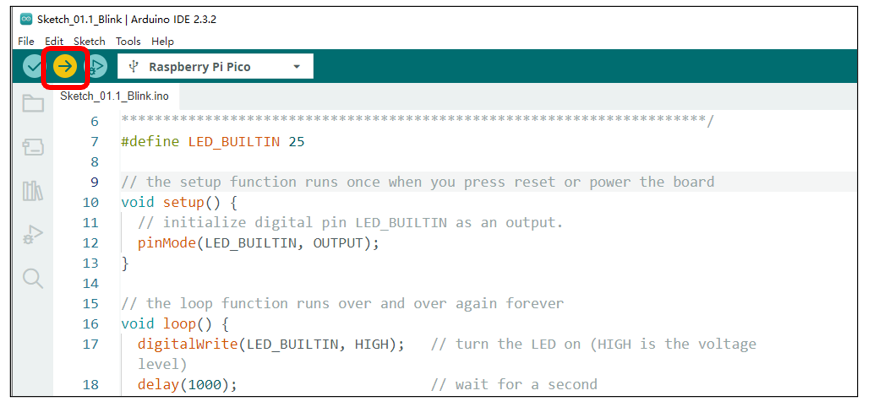 Sketch_01.1_Blink | Arduino IDE 2.3.2
File Edit Sketch Tools Help
Raspberry Pi Pico
Sketch_01.1_Blink.ino
6 ***********************************************************************/
7 #define LED_BUILTIN 25
8
9 // the setup function runs once when you press reset or power the board
10 void setup() {
11 // initialize digital pin LED_BUILTIN as an output.
12 pinMode(LED_BUILTIN, OUTPUT);
13 }
14
15 // the loop function runs over and over again forever
16 void loop() {
17 digitalWrite(LED_BUILTIN, HIGH); // turn the LED on (HIGH is the voltage
level)
18 delay(1000); // wait for a second